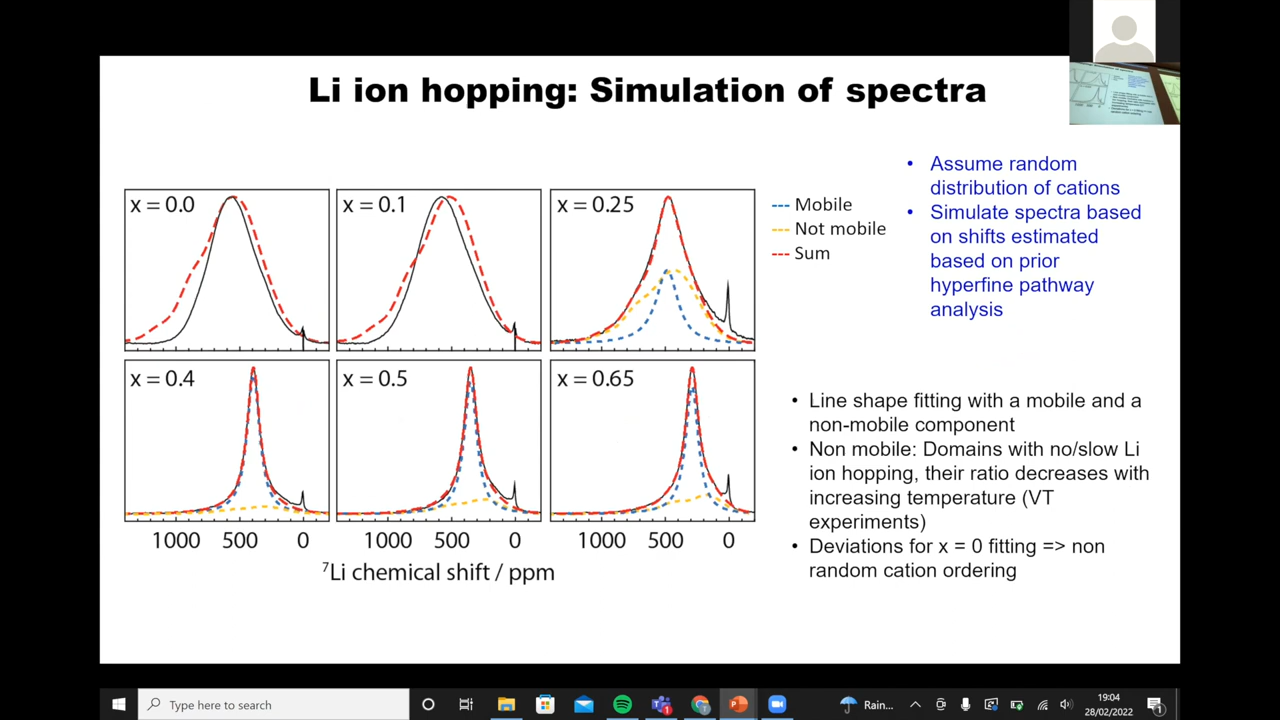 Li ion hopping: Simulation of spectra
x = 0.0
x = 0.1
x = 0.25
Mobile
Not mobile
Sum
x = 0.4
x = 0.5
x = 0.65
1000 500 0
1000 500 0
1000 500 0
⁷Li chemical shift / ppm
• Assume random
distribution of cations
• Simulate spectra based
on shifts estimated
based on prior
hyperfine pathway
analysis
• Line shape fitting with a mobile and a
non-mobile component
• Non mobile: Domains with no/slow Li
ion hopping, their ratio decreases with
increasing temperature (VT
experiments)
• Deviations for x = 0 fitting => non
random cation ordering
Type here to search
Rain...
19:04
28/02/2022